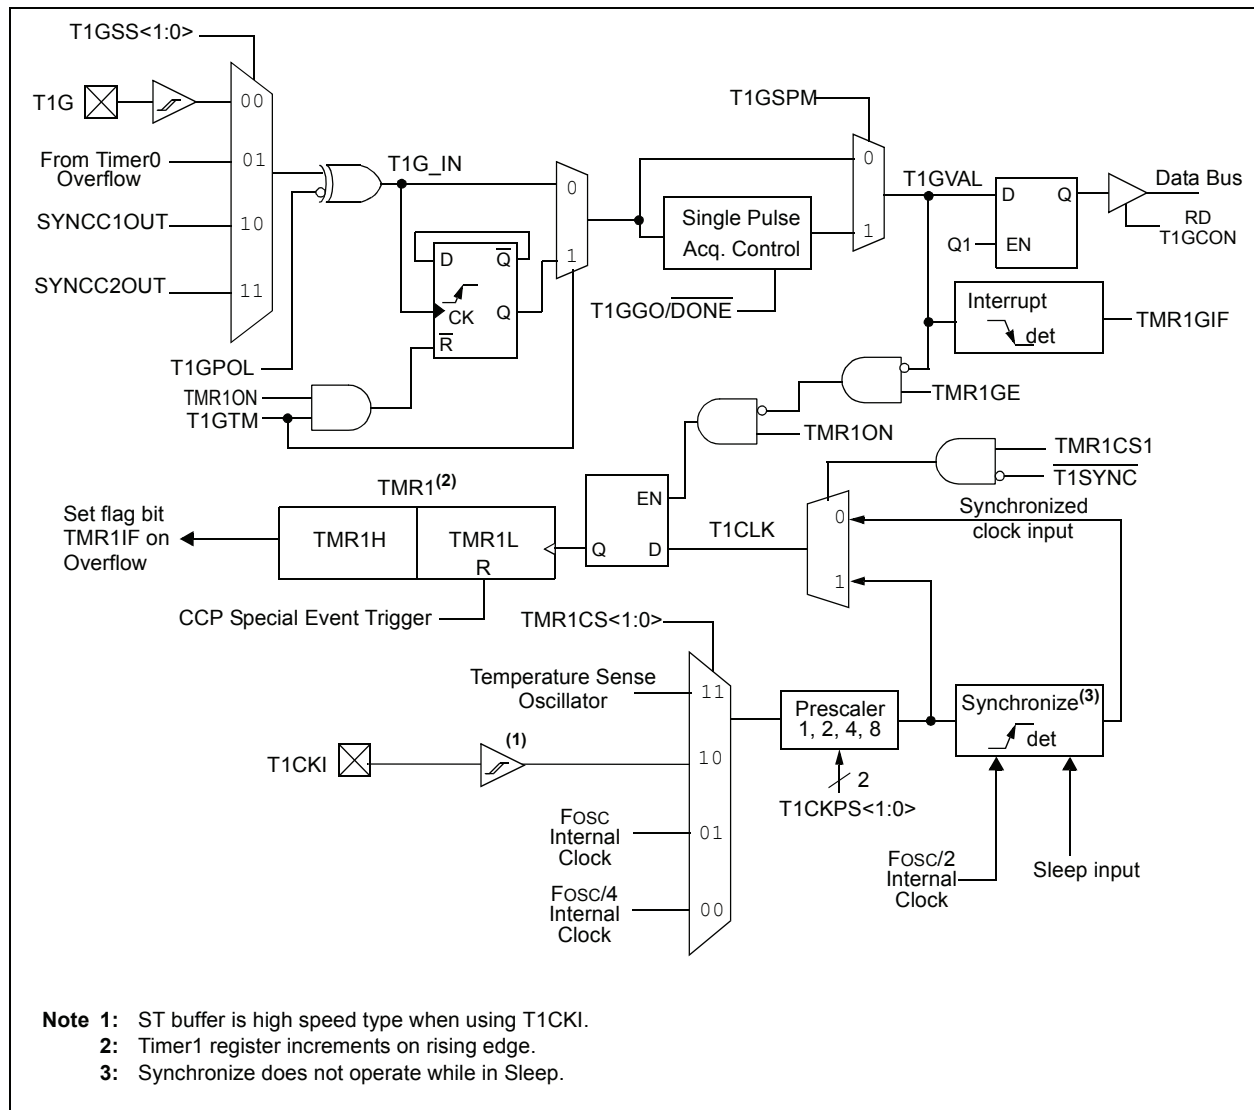 T1GSS<1:0>
T1G
00
From Timer0
Overflow
01
SYNCC1OUT
10
SYNCC2OUT
11
T1GPOL
TMR1ON
T1GTM
T1G_IN
0
1
D
Q
CK
Q
R
T1GSPM
Single Pulse
Acq. Control
T1GGO/DONE
0
1
T1GVAL
D
Q
Q1
EN
Data Bus
RD
T1GCON
Interrupt
det
TMR1GIF
TMR1GE
TMR1ON
TMR1CS1
T1SYNC
TMR1(2)
Set flag bit
TMR1IF on
Overflow
TMR1H
TMR1L
R
CCP Special Event Trigger
EN
Q
D
T1CLK
0
1
Synchronized
clock input
TMR1CS<1:0>
Temperature Sense
Oscillator
11
T1CKI
(1)
10
FOSC
Internal
Clock
01
FOSC/4
Internal
Clock
00
Prescaler
1, 2, 4, 8
2
T1CKPS<1:0>
Synchronize(3)
det
FOSC/2
Internal
Clock
Sleep input
Note 1: ST buffer is high speed type when using T1CKI.
2: Timer1 register increments on rising edge.
3: Synchronize does not operate while in Sleep.